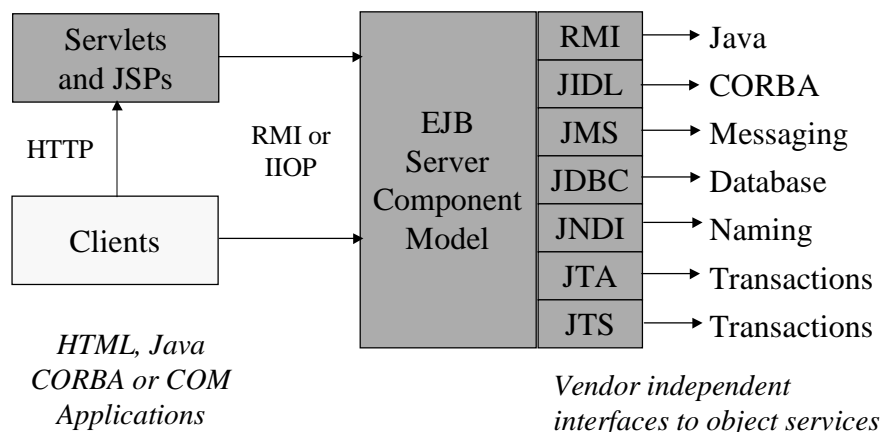 Servlets
and JSPs
HTTP
Clients
RMI or
IIOP
EJB
Server
Component
Model
RMI
Java
JIDL
CORBA
JMS
Messaging
JDBC
Database
JNDI
Naming
JTA
Transactions
JTS
Transactions
HTML, Java
CORBA or COM
Applications
Vendor independent
interfaces to object services